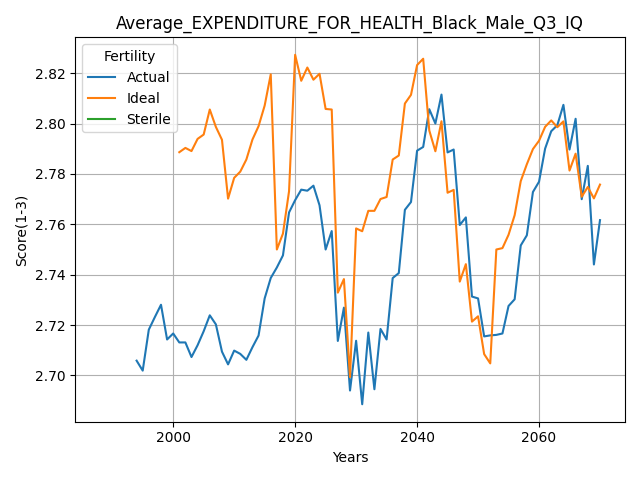 Average_EXPENDITURE_FOR_HEALTH_Black_Male_Q3_IQ
Fertility
Actual
Ideal
Sterile
2.82
2.80
2.78
2.76
2.74
2.72
2.70
Score(1-3)
2000
2020
2040
2060
Years